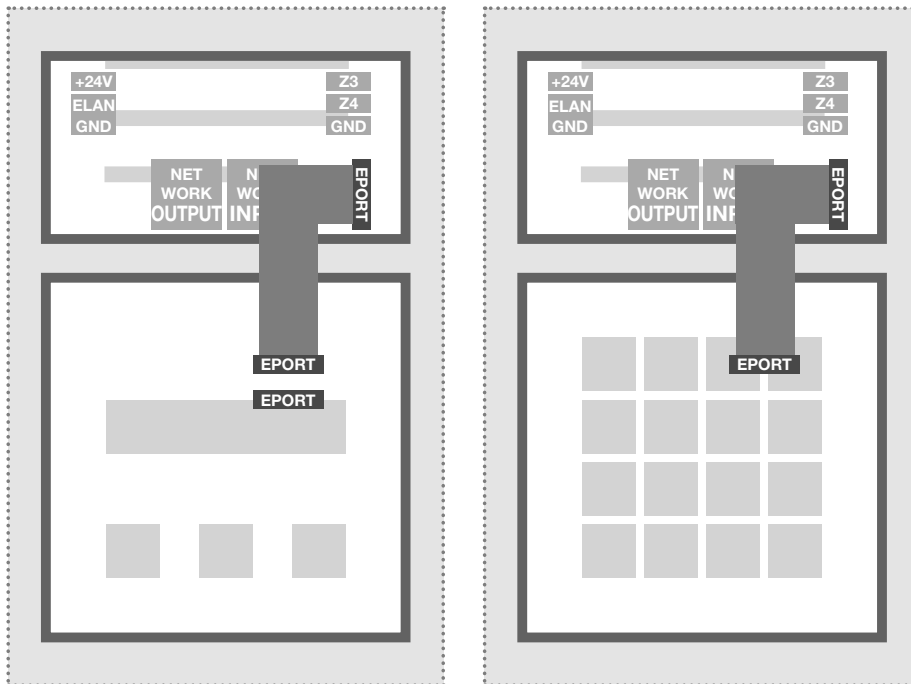 +24V
ELAN
GND
Z3
Z4
GND
NET
WORK
OUTPUT
EPORT
EPORT
EPORT
+24V
ELAN
GND
Z3
Z4
GND
NET
WORK
OUTPUT
EPORT
EPORT